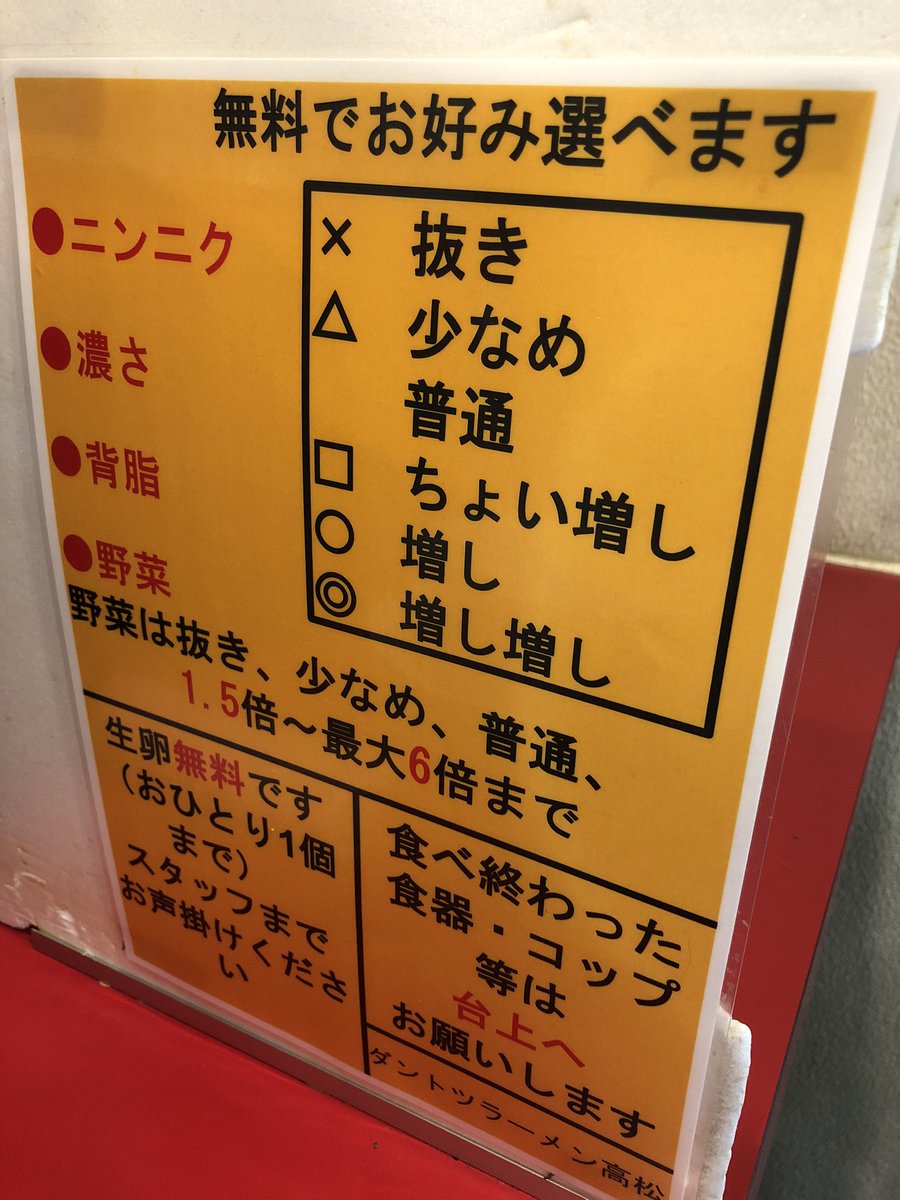 無料でお好み選べます
●ニンニク
●濃さ
●背脂
●野菜
× 抜き
△ 少なめ
普通
□ ちょい増し
○ 増し
◎ 増し増し
野菜は抜き、少なめ、普通、
1.5倍～最大6倍まで
生卵無料です
(おひとり1個
まで)
スタッフまで
お声掛けくださ
い
食べ終わった
食器・コップ
等は
台上へ
お願いします
ダントツラーメン高松